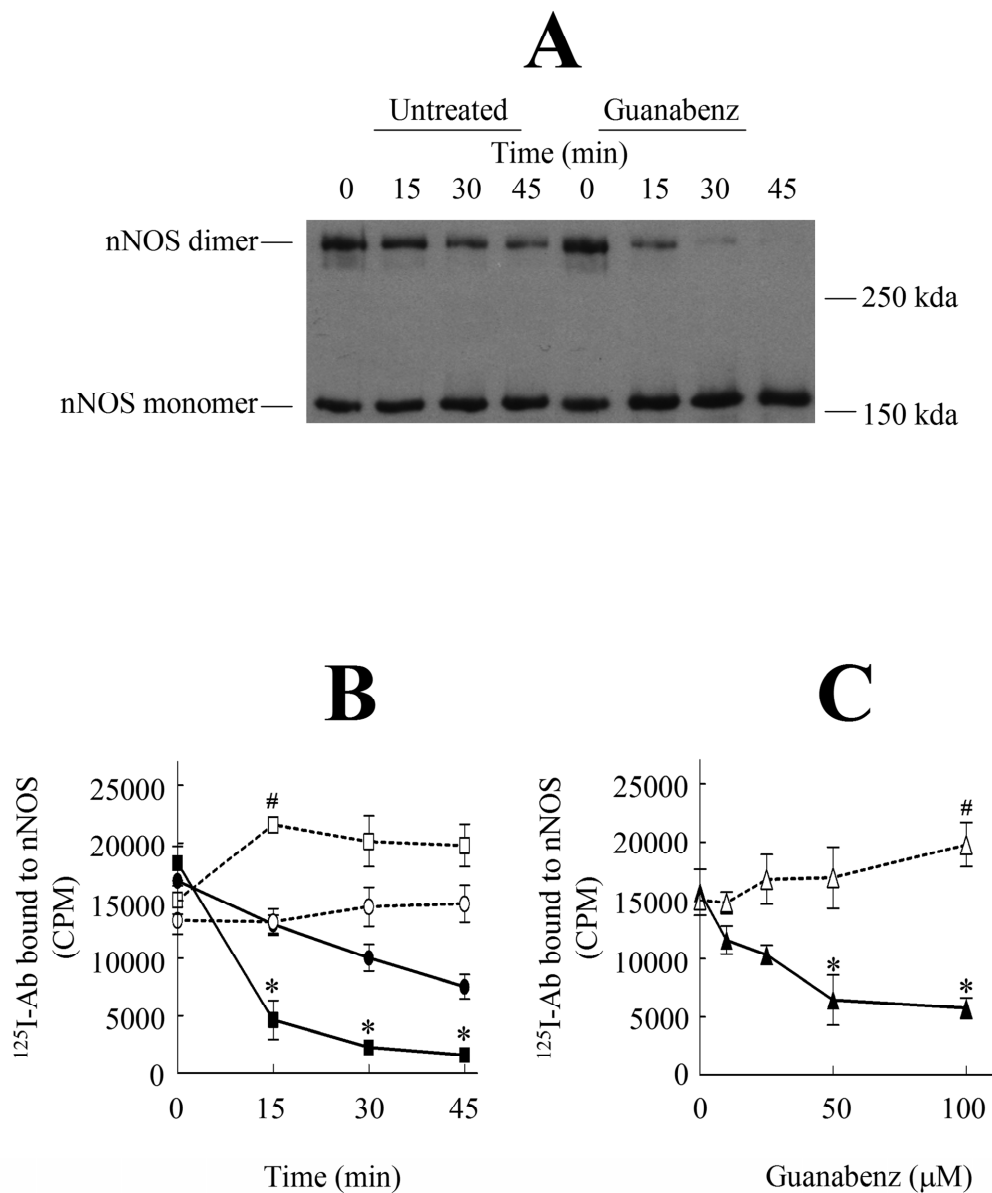 A
Untreated Guanabenz
Time (min)
0 15 30 45 0 15 30 45
nNOS dimer
250 kda
nNOS monomer
150 kda
B
¹²⁵I-Ab bound to nNOS
(CPM)
25000
20000
15000
10000
5000
0
#
*
*
*
0 15 30 45
Time (min)
C
¹²⁵I-Ab bound to nNOS
(CPM)
25000
20000
15000
10000
5000
0
#
*
*
0 50 100
Guanabenz (μM)